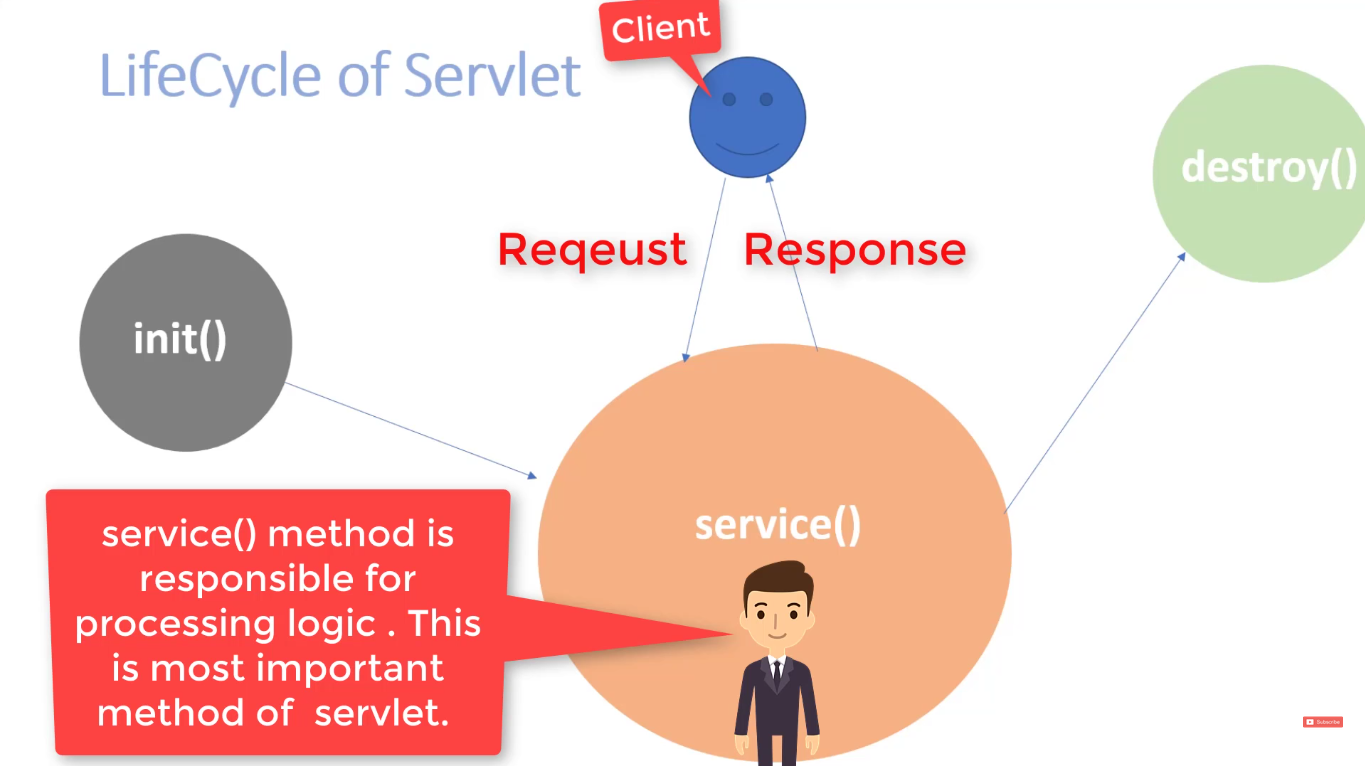 Client
LifeCycle of Servlet
destroy()
Reqeust
Response
init()
service()
service() method is
responsible for
processing logic . This
is most important
method of servlet.
Subscribe